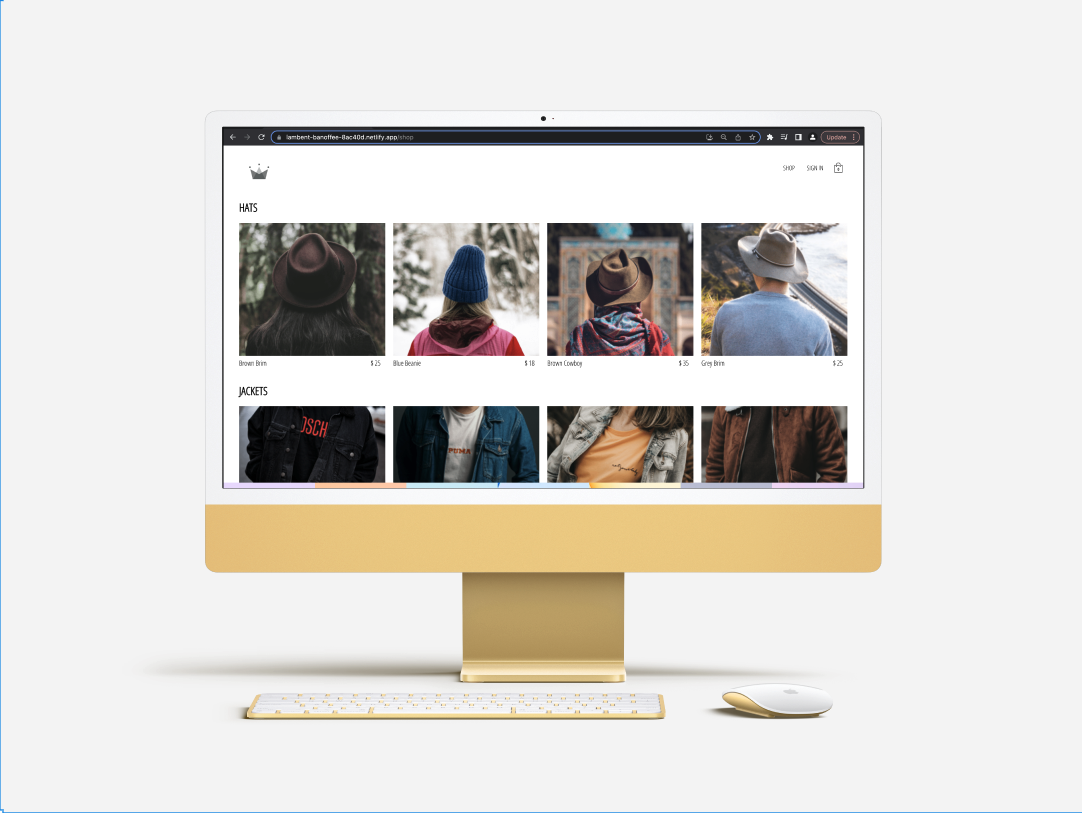 lambent-banoffee-8ac40d.netlify.app/shop
Update
SHOP SIGN IN 0
HATS
Brown Brim $ 25
Blue Beanie $ 18
Brown Cowboy $ 35
Grey Brim $ 25
JACKETS
OSCH
PUMA